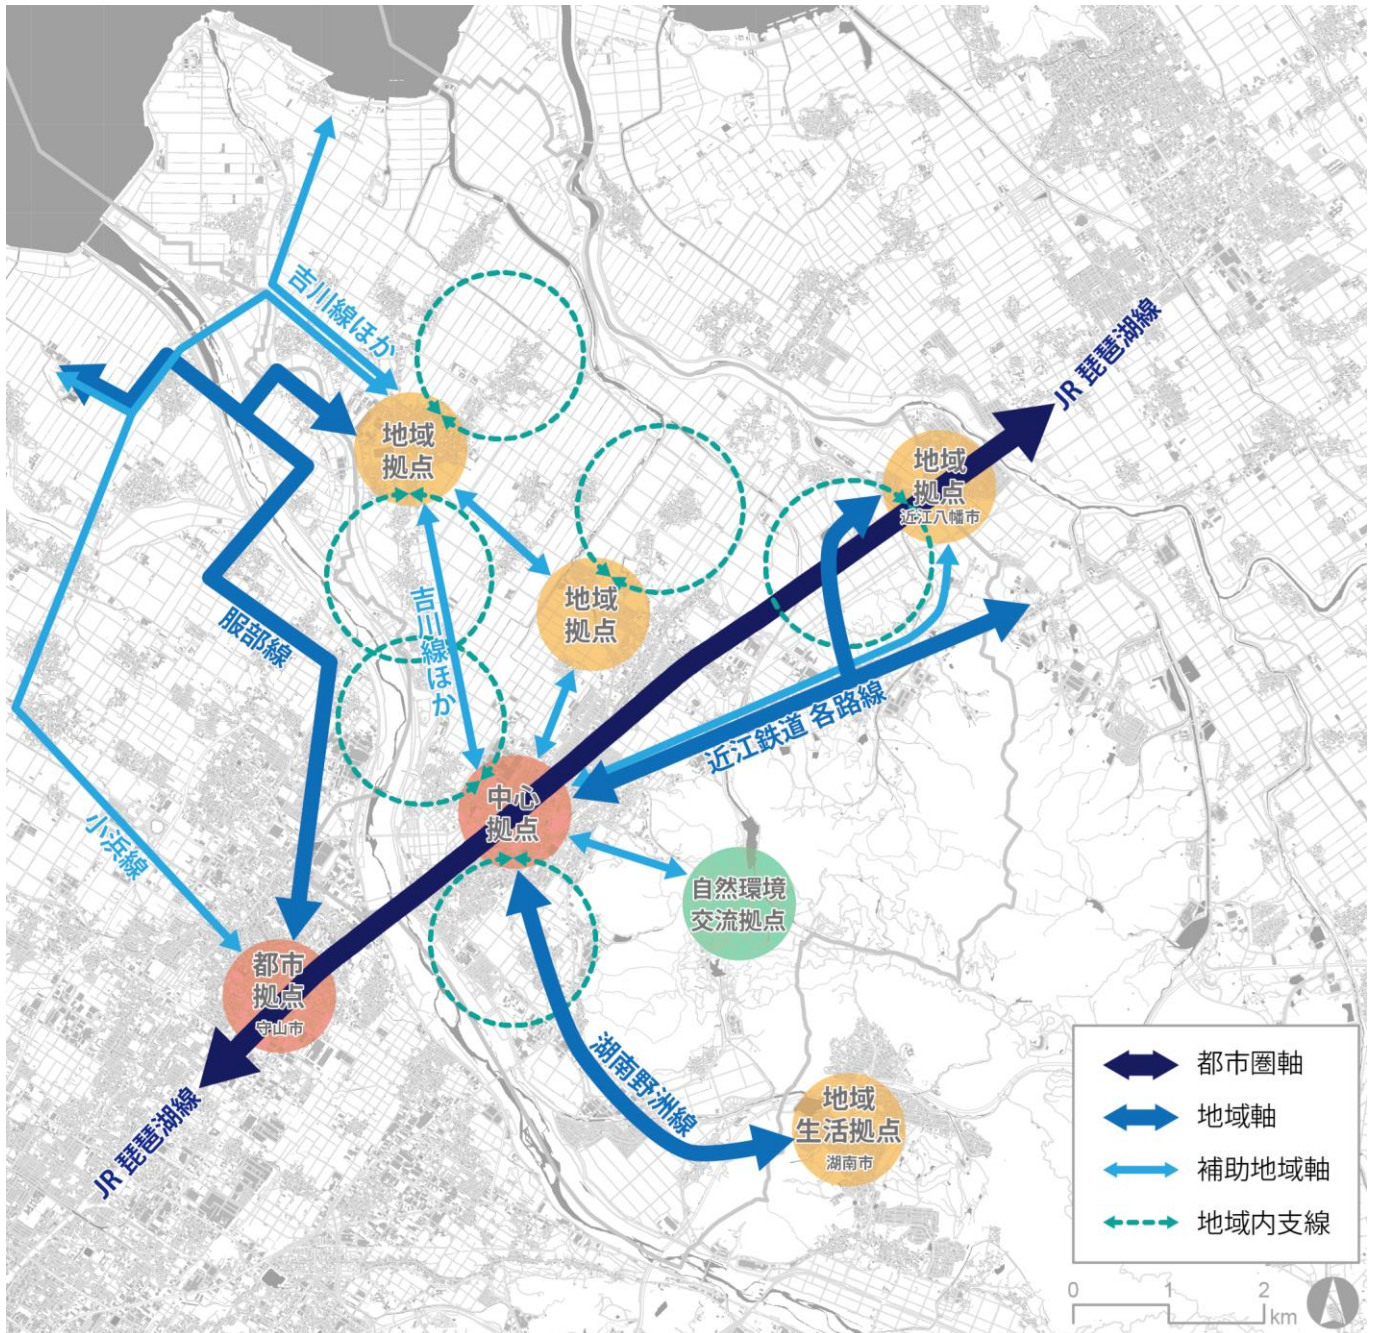 吉川線ほか
JR 琵琶湖線
地域
拠点
地域
拠点
近江八幡市
地域
拠点
吉川線ほか
服部線
近江鉄道 各路線
中心
拠点
小浜線
自然環境
交流拠点
都市
拠点
守山市
湖南野洲線
JR 琵琶湖線
地域
生活拠点
湖南市
都市圏軸
地域軸
補助地域軸
地域内支線
0 1 2
km